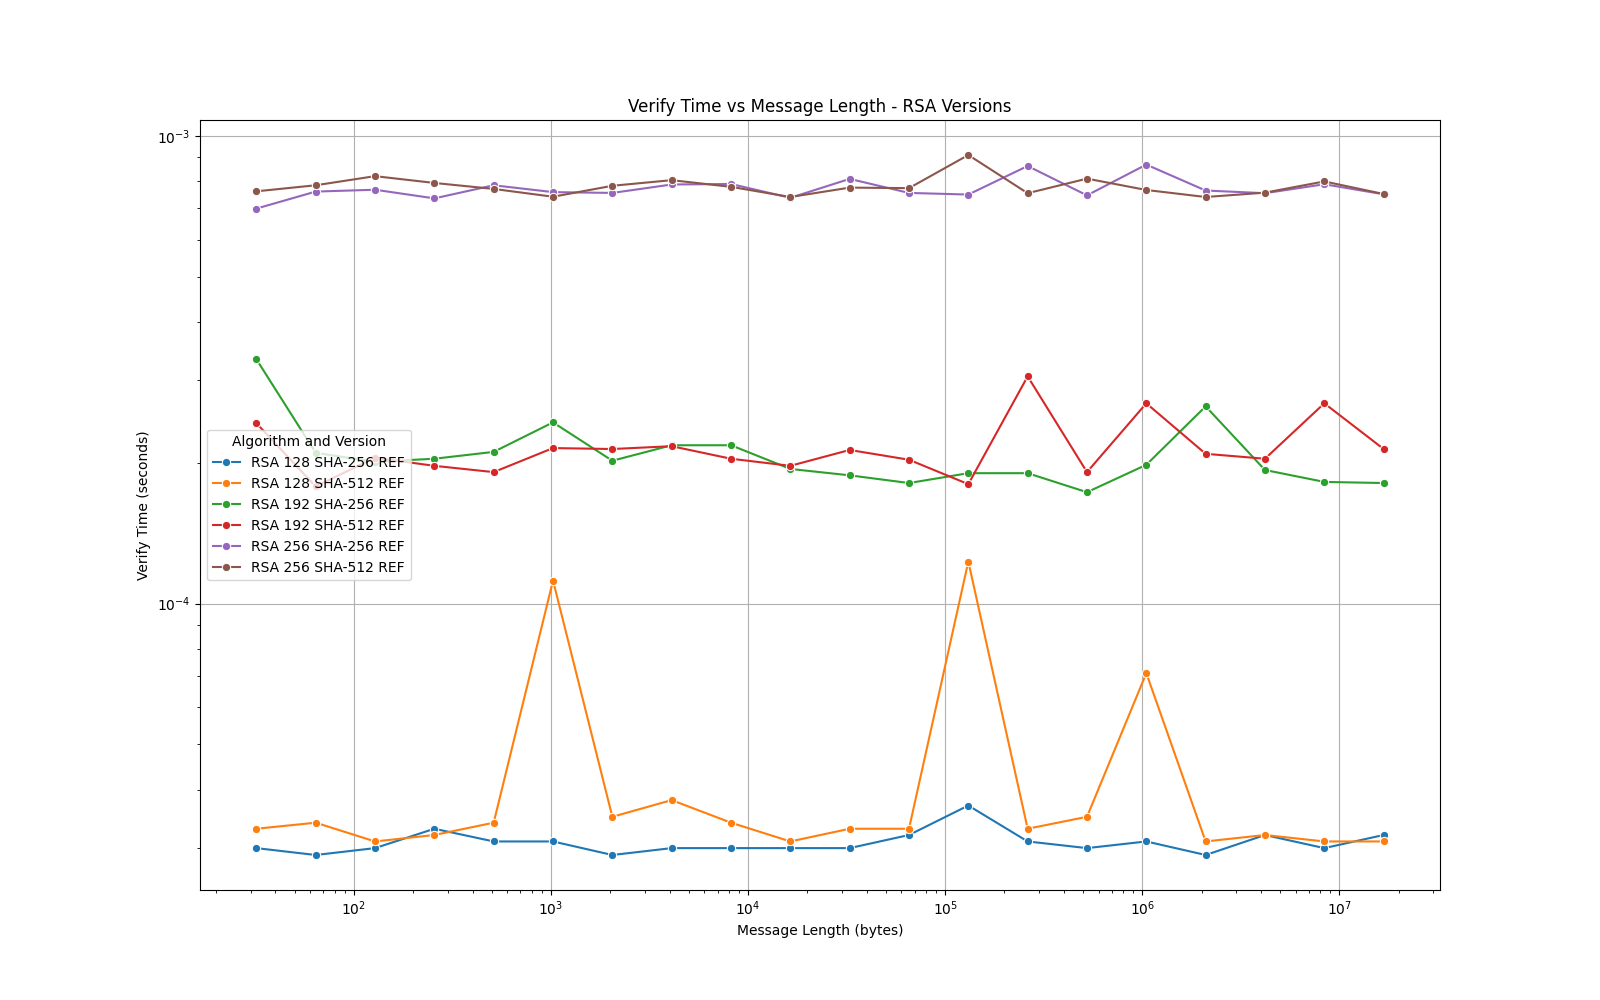 Verify Time vs Message Length - RSA Versions
10⁻³
10⁻⁴
Verify Time (seconds)
Algorithm and Version
RSA 128 SHA-256 REF
RSA 128 SHA-512 REF
RSA 192 SHA-256 REF
RSA 192 SHA-512 REF
RSA 256 SHA-256 REF
RSA 256 SHA-512 REF
10² 10³ 10⁴ 10⁵ 10⁶ 10⁷
Message Length (bytes)